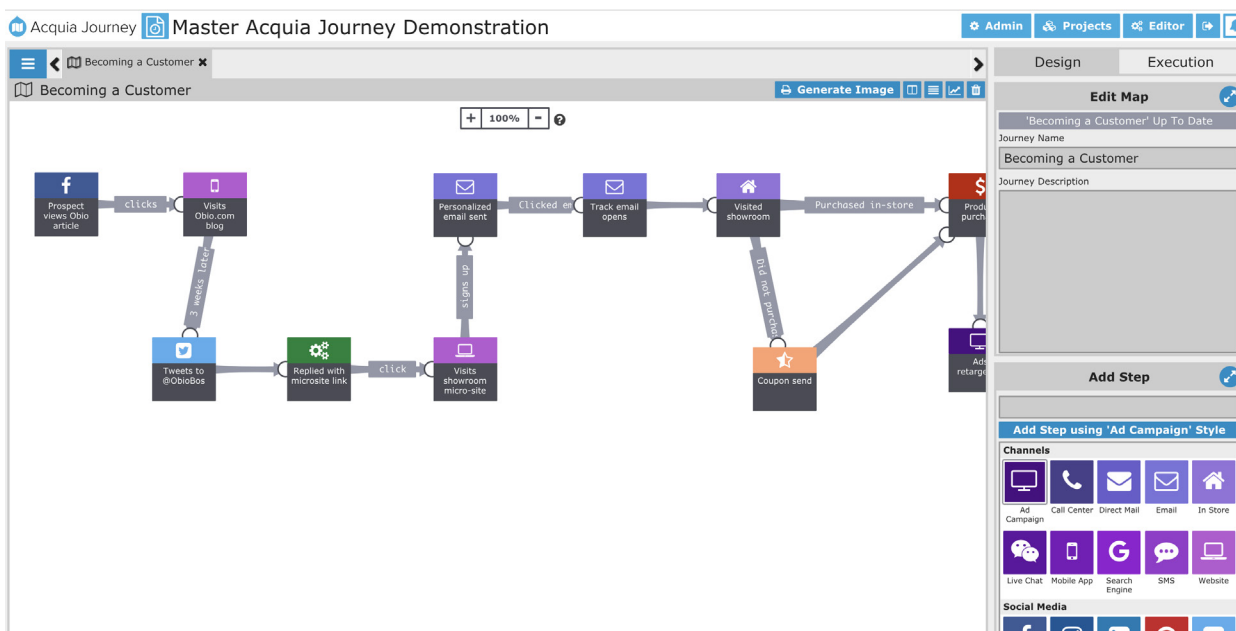 Acquia Journey Master Acquia Journey Demonstration
Admin Projects Editor
Becoming a Customer
Design Execution
Becoming a Customer
Generate Image
Edit Map
'Becoming a Customer' Up To Date
Journey Name
Becoming a Customer
Journey Description
+ 100% -
Prospect
views Obio
article
clicks
Visits
Obio.com
blog
3 weeks later
Tweets to
@ObioBos
Replied with
microsite link
click
Visits
showroom
micro-site
signs up
Personalized
email sent
Clicked
Track email
opens
Visited
showroom
Purchased in-store
Did not
Coupon send
Add Step
Add Step using 'Ad Campaign' Style
Channels
Ad
Campaign
Call Center
Direct Mail
Email
In Store
Live Chat
Mobile App
Search
Engine
SMS
Website
Social Media